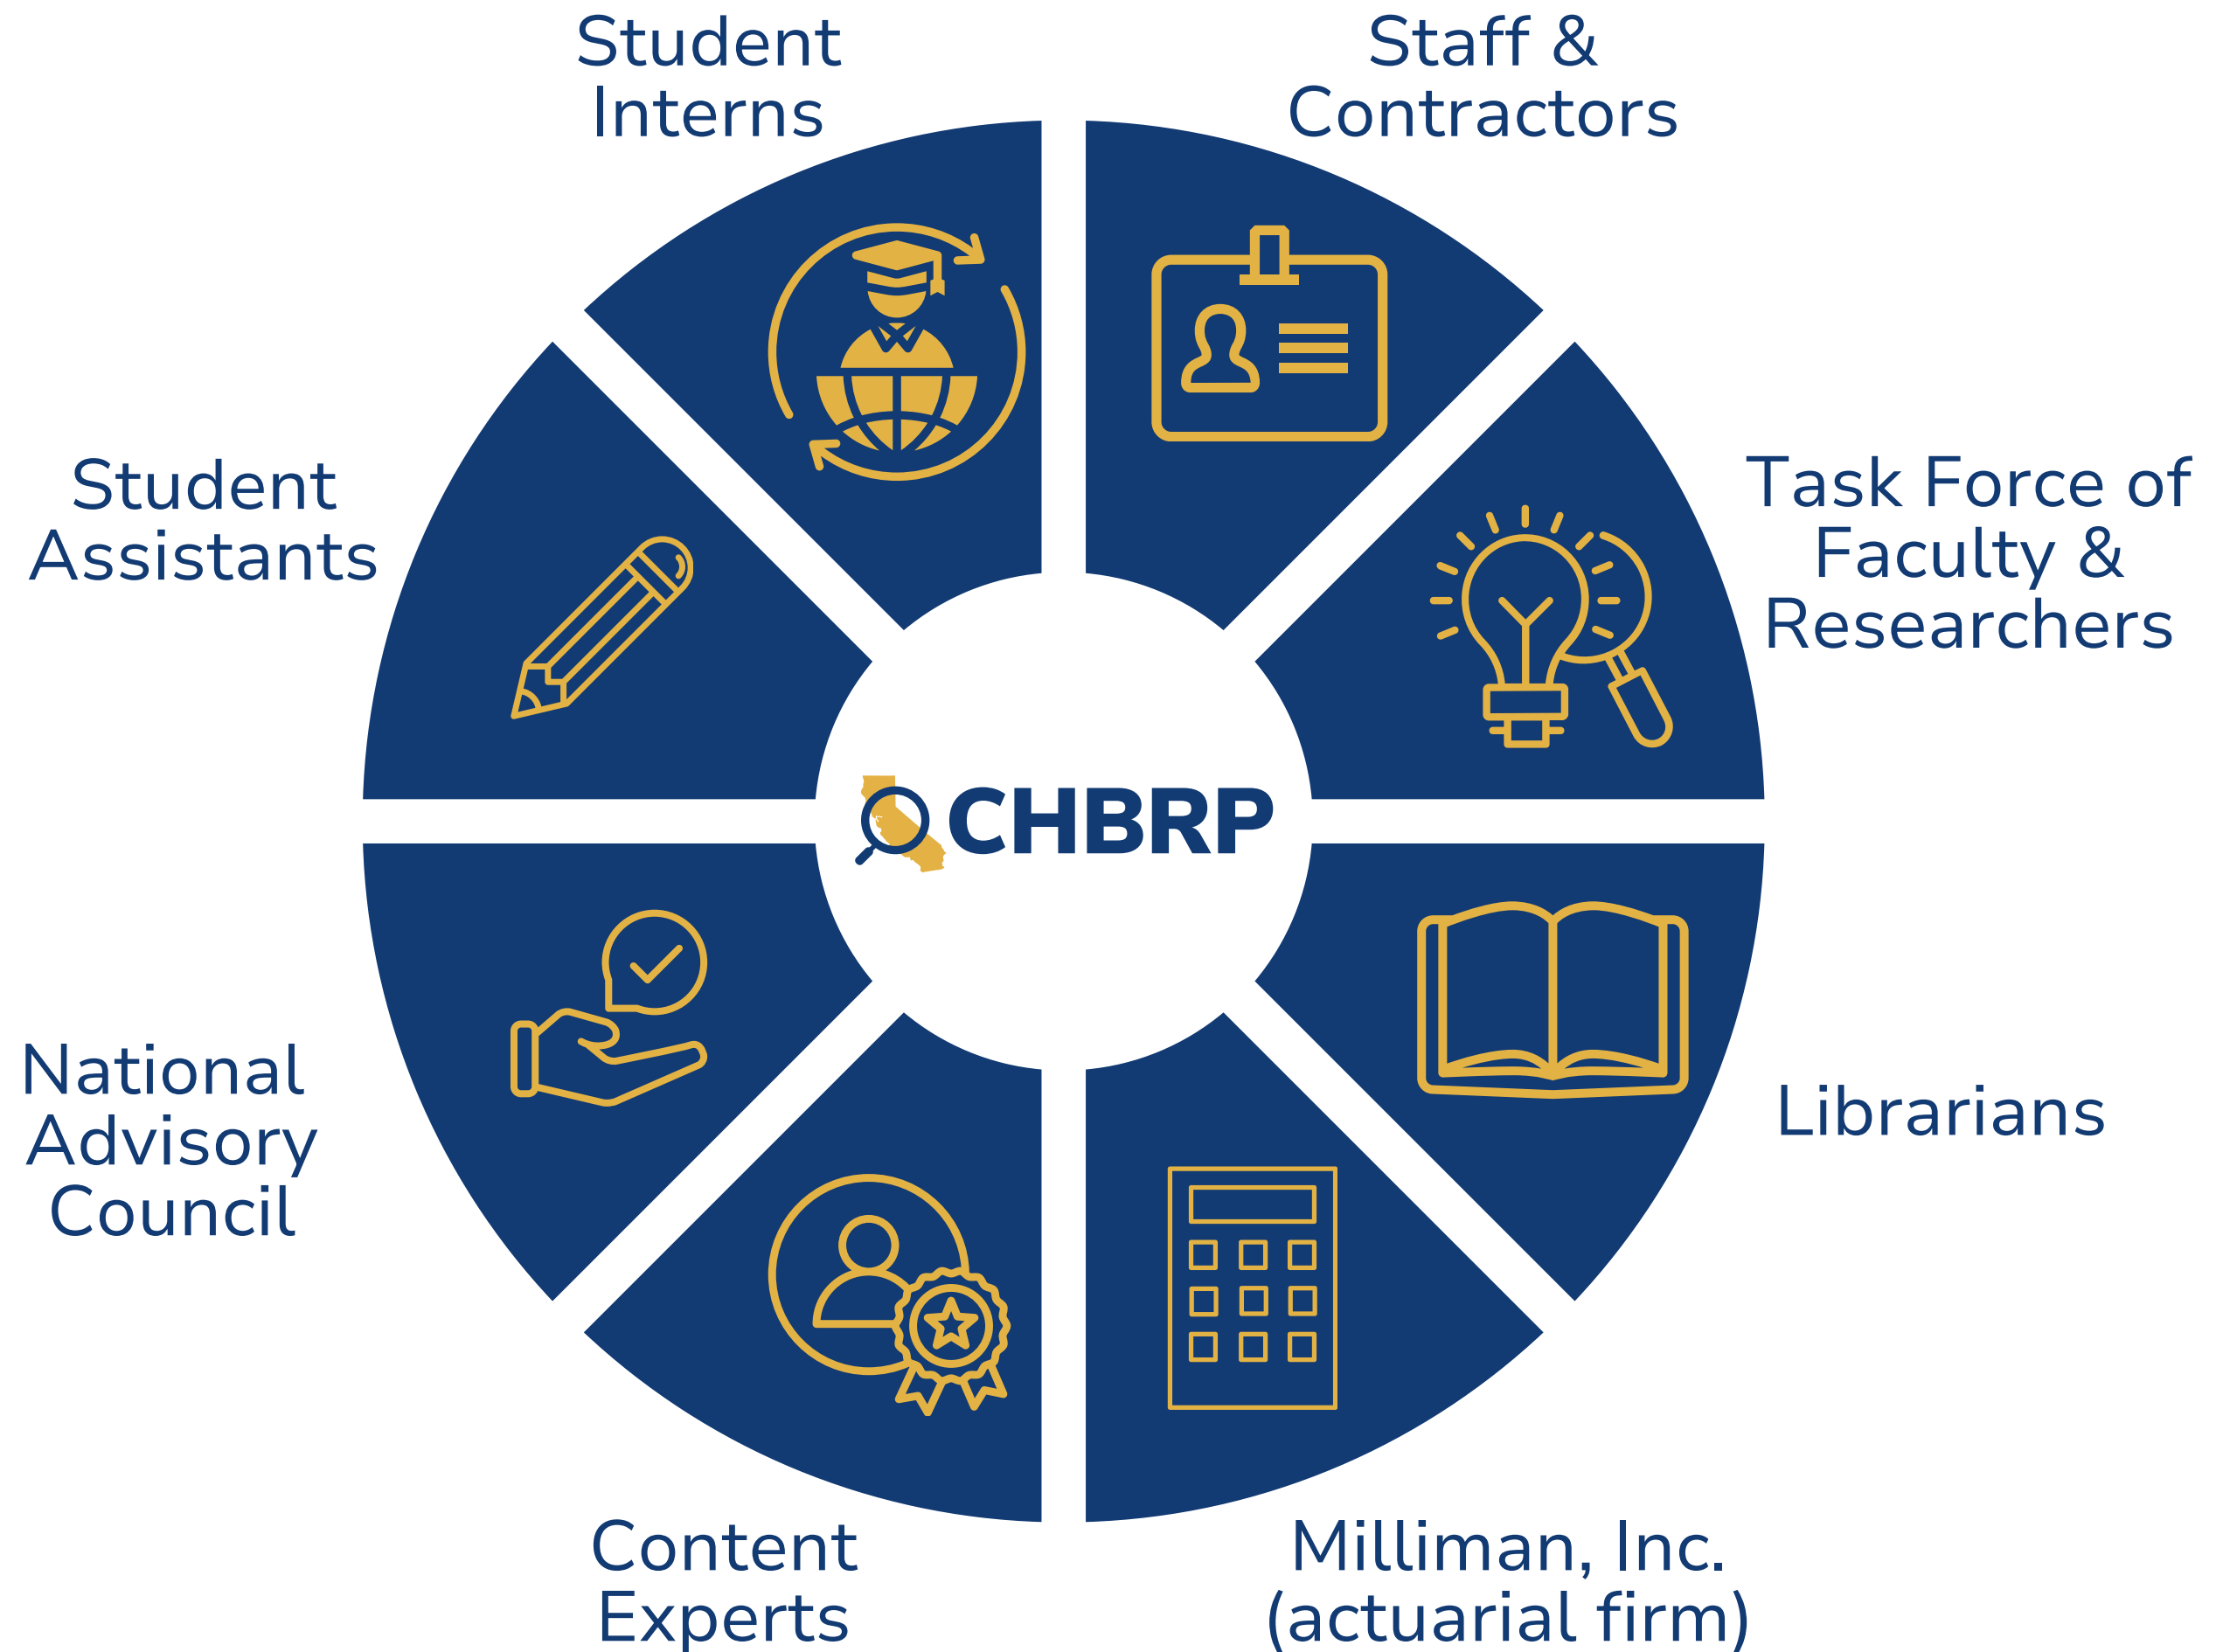 Student
Interns
Staff &
Contractors
Task Force of
Faculty &
Researchers
Librarians
Milliman, Inc.
(actuarial firm)
Content
Experts
National
Advisory
Council
Student
Assistants
CHBRP